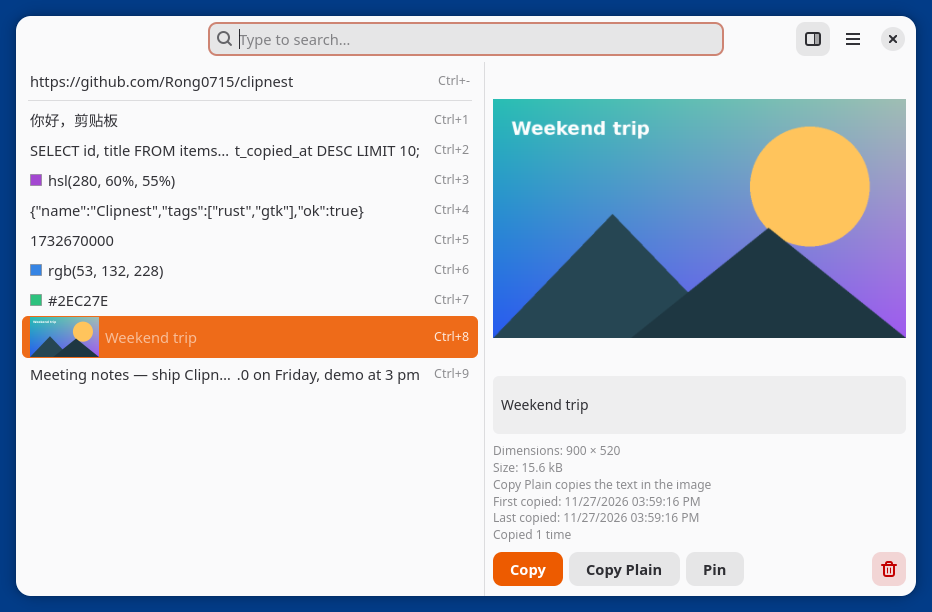 Type to search...
https://github.com/Rong0715/clipnest Ctrl+-
你好，剪贴板 Ctrl+1
SELECT id, title FROM items... t_copied_at DESC LIMIT 10; Ctrl+2
hsl(280, 60%, 55%) Ctrl+3
{"name":"Clipnest","tags":["rust","gtk"],"ok":true} Ctrl+4
1732670000 Ctrl+5
rgb(53, 132, 228) Ctrl+6
#2EC27E Ctrl+7
Weekend trip Weekend trip Ctrl+8
Meeting notes — ship Clipn... .0 on Friday, demo at 3 pm Ctrl+9
Weekend trip
Weekend trip
Dimensions: 900 × 520
Size: 15.6 kB
Copy Plain copies the text in the image
First copied: 11/27/2026 03:59:16 PM
Last copied: 11/27/2026 03:59:16 PM
Copied 1 time
Copy Copy Plain Pin